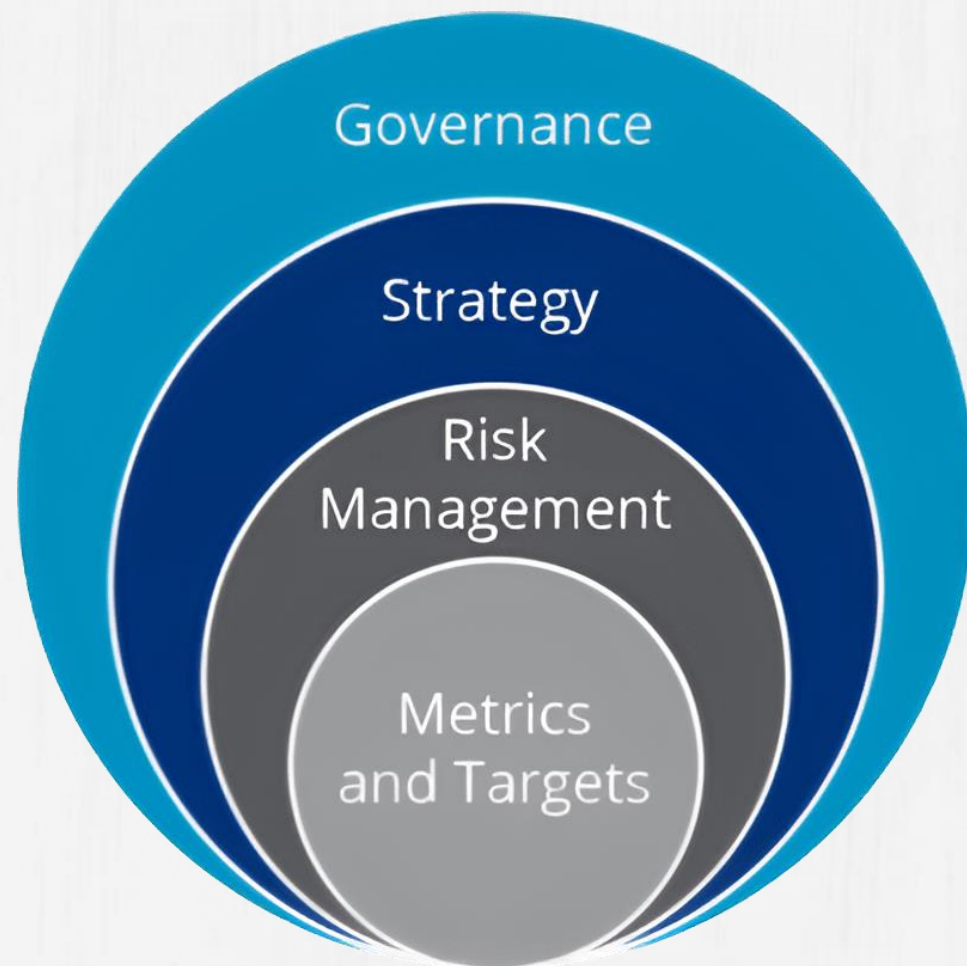 Governance
Strategy
Risk
Management
Metrics
and Targets